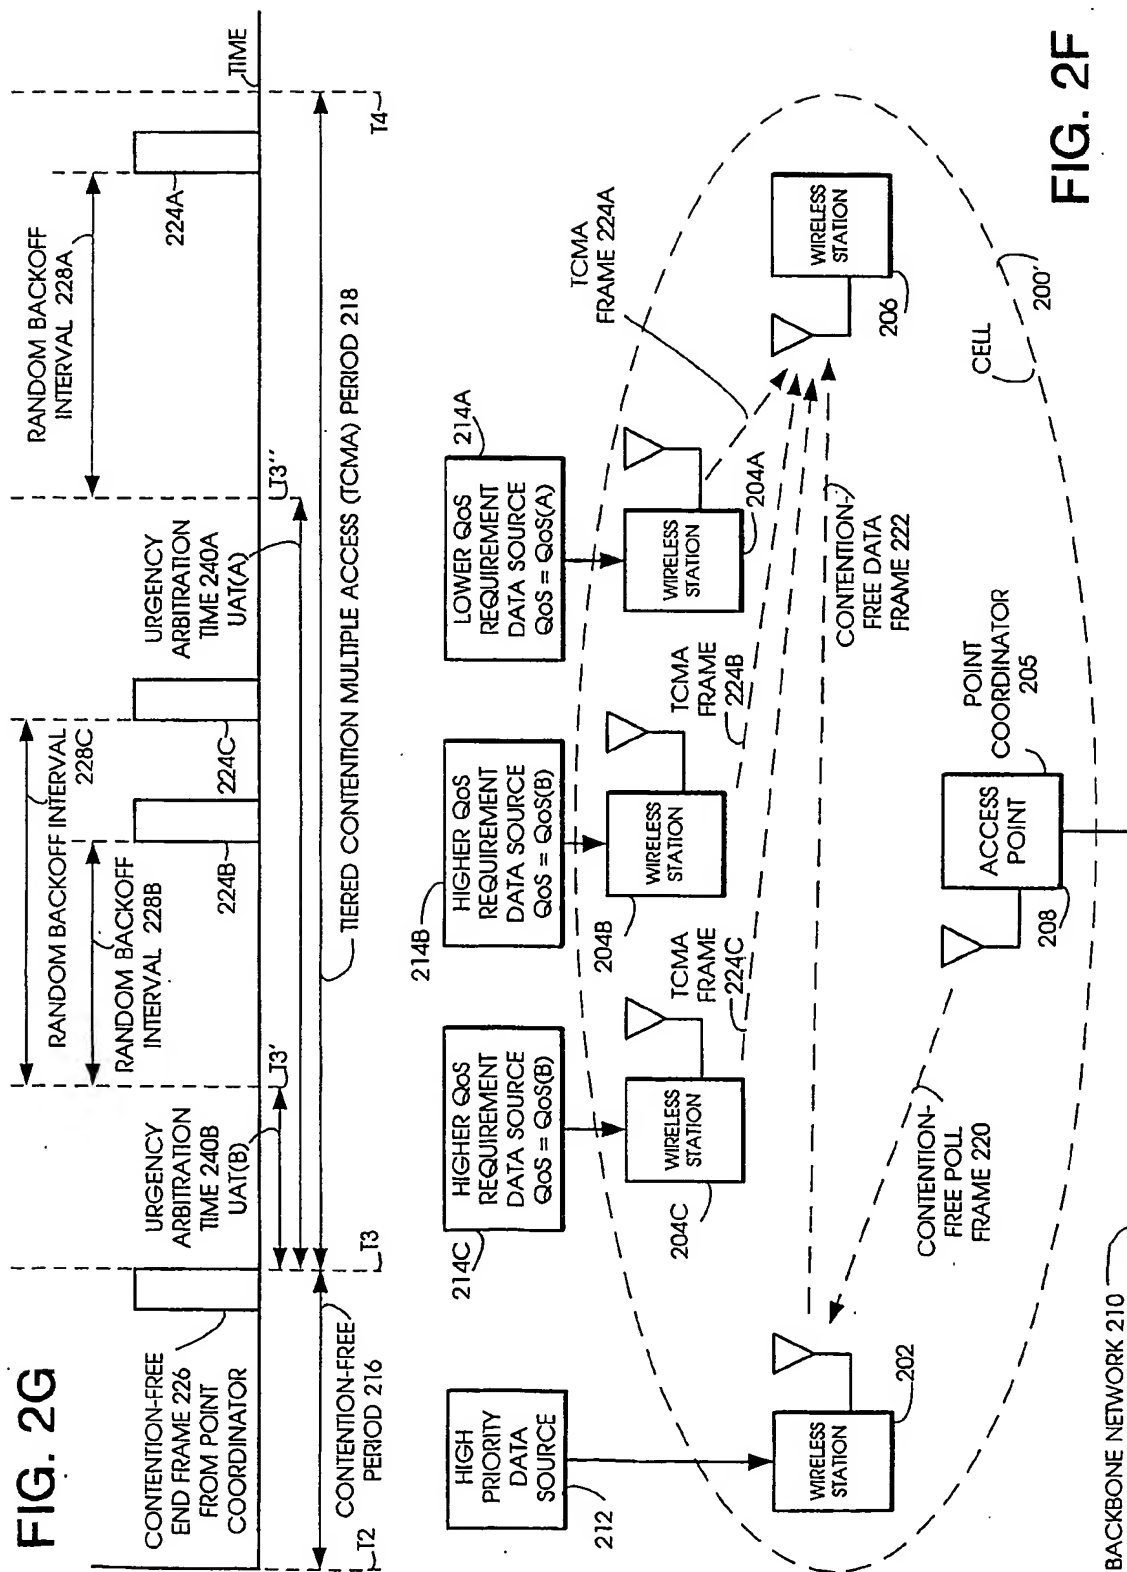 FIG. 2G
CONTENTION-FREE
END FRAME 226
FROM POINT
COORDINATOR
URGENCY
ARBITRATION
TIME 240B
UAT(B)
RANDOM BACKOFF INTERVAL
228C
RANDOM BACKOFF
INTERVAL 228B
224B
224C
URGENCY
ARBITRATION
TIME 240A
UAT(A)
RANDOM BACKOFF
INTERVAL 228A
224A
TIME
T3'
T3''
TIERED CONTENTION MULTIPLE ACCESS (TCMA) PERIOD 218
CONTENTION-FREE
PERIOD 216
T2
T3
T4
HIGH
PRIORITY
DATA
SOURCE
212
HIGHER QoS
REQUIREMENT
DATA SOURCE
QoS = QoS(B)
214C
HIGHER QoS
REQUIREMENT
DATA SOURCE
QoS = QoS(B)
214B
LOWER QoS
REQUIREMENT
DATA SOURCE
QoS = QoS(A)
214A
WIRELESS
STATION
204C
TCMA
FRAME
224C
WIRELESS
STATION
204B
TCMA
FRAME
224B
WIRELESS
STATION
204A
TCMA
FRAME 224A
WIRELESS
STATION
202
WIRELESS
STATION
206
CONTENTION-
FREE POLL
FRAME 220
CONTENTION-
FREE DATA
FRAME 222
ACCESS
POINT
208
POINT
COORDINATOR
205
CELL
200'
BACKBONE NETWORK 210
FIG. 2F